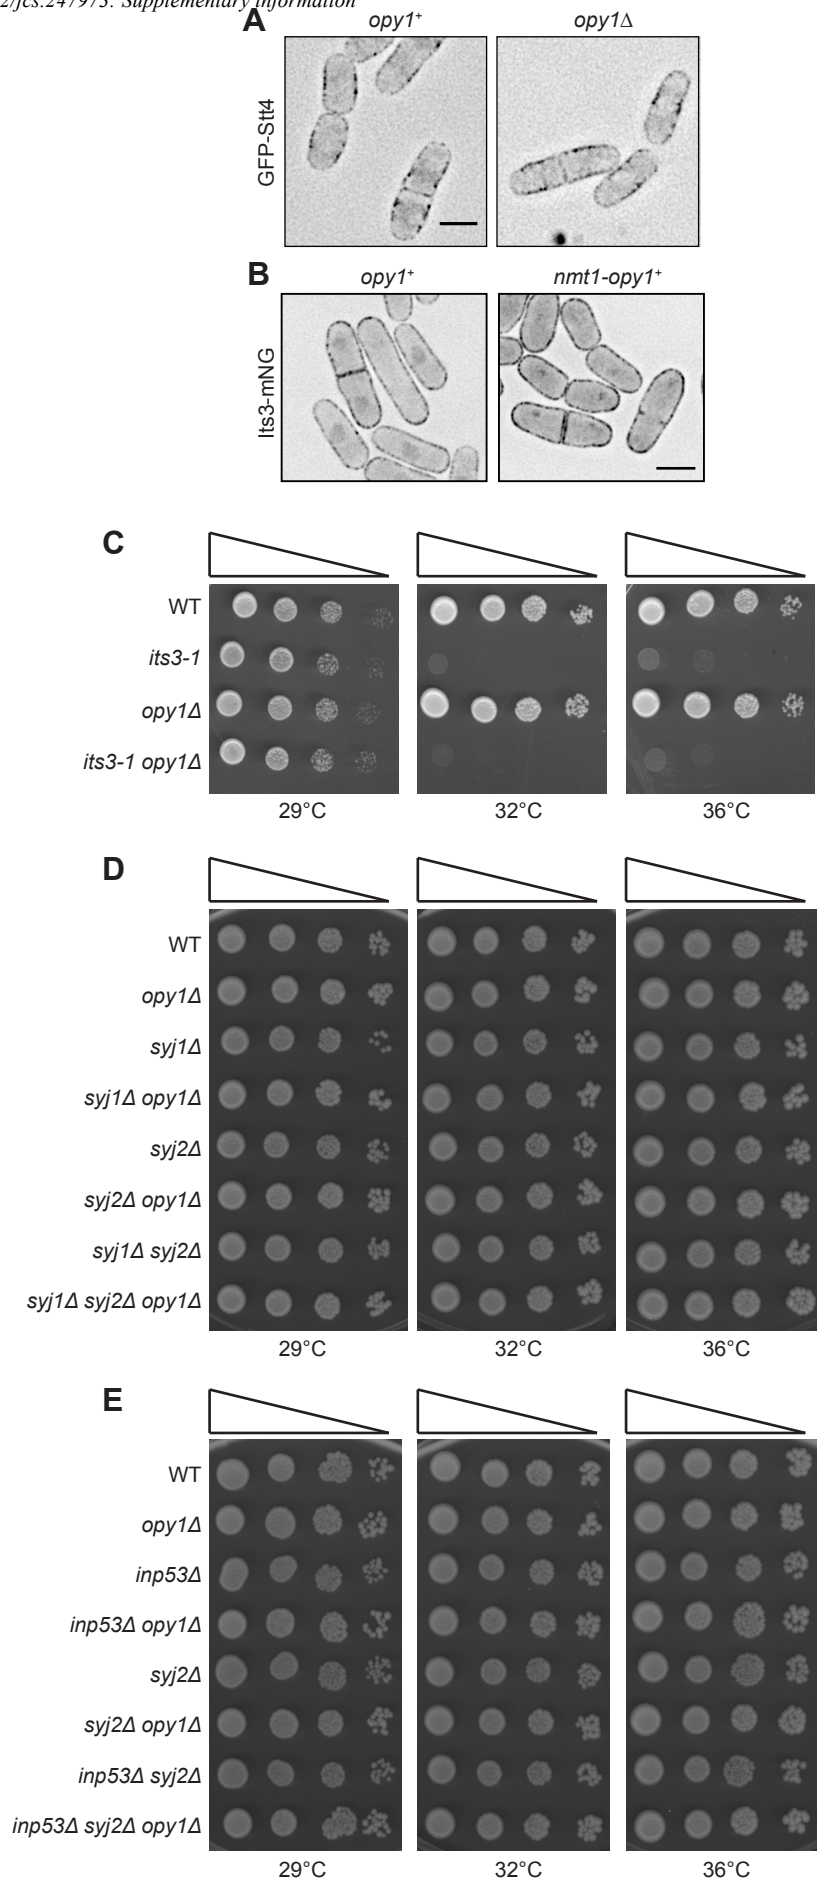 2/jcs.247973: Supplementary information
A
opy1+ opy1Δ
GFP-Stt4
B
opy1+ nmt1-opy1+
Its3-mNG
C
WT
its3-1
opy1Δ
its3-1 opy1Δ
29°C 32°C 36°C
D
WT
opy1Δ
syj1Δ
syj1Δ opy1Δ
syj2Δ
syj2Δ opy1Δ
syj1Δ syj2Δ
syj1Δ syj2Δ opy1Δ
29°C 32°C 36°C
E
WT
opy1Δ
inp53Δ
inp53Δ opy1Δ
syj2Δ
syj2Δ opy1Δ
inp53Δ syj2Δ
inp53Δ syj2Δ opy1Δ
29°C 32°C 36°C